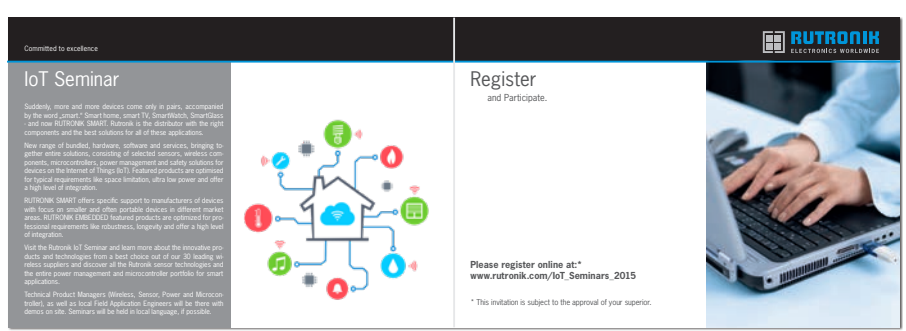 Committed to excellence
IoT Seminar
Suddenly, more and more devices come only in pairs, accompanied
by the word „smart.“ Smart home, smart TV, SmartWatch, SmartGlass
- and now RUTRONIK SMART. Rutronik is the distributor with the right
components and the best solutions for all of these applications.
New range of bundled, hardware, software and services, bringing to-
gether entire solutions, consisting of selected sensors, wireless com-
ponents, microcontrollers, power management and safety solutions for
devices on the Internet of Things (IoT). Featured products are optimised
for typical requirements like space limitation, ultra low power and offer
a high level of integration.
RUTRONIK SMART offers specific support to manufacturers of devices
with focus on smaller and often portable devices in different market
areas. RUTRONIK EMBEDDED featured products are optimized for pro-
fessional requirements like robustness, longevity and offer a high level
of integration.
Visit the Rutronik IoT Seminar and learn more about the innovative pro-
ducts and technologies from a best choice out of our 30 leading wi-
reless suppliers and discover all the Rutronik sensor technologies and
the entire power management and microcontroller portfolio for smart
applications.
Technical Product Managers (Wireless, Sensor, Power and Microcon-
troller), as well as local Field Application Engineers will be there with
demos on site. Seminars will be held in local language, if possible.
RUTRONIK
ELECTRONICS WORLDWIDE
Register
and Participate.
Please register online at:*
www.rutronik.com/IoT_Seminars_2015
* This invitation is subject to the approval of your superior.